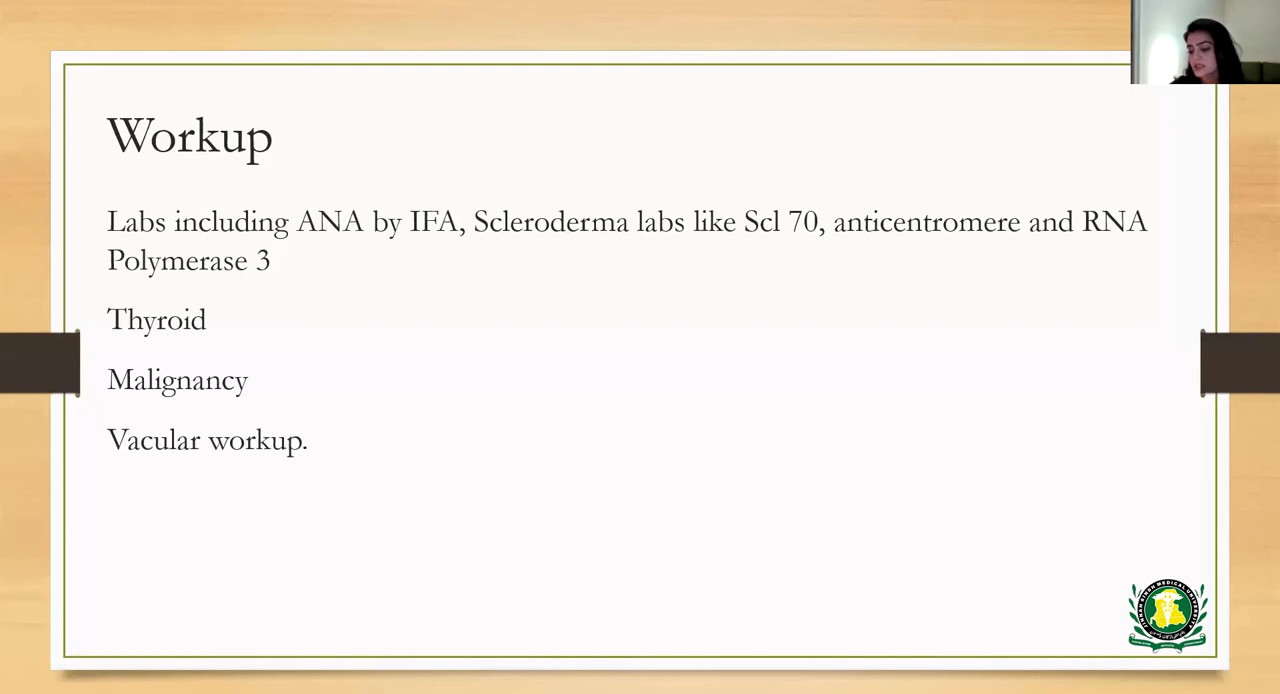 Workup
Labs including ANA by IFA, Scleroderma labs like Scl 70, anticentromere and RNA
Polymerase 3
Thyroid
Malignancy
Vacular workup.